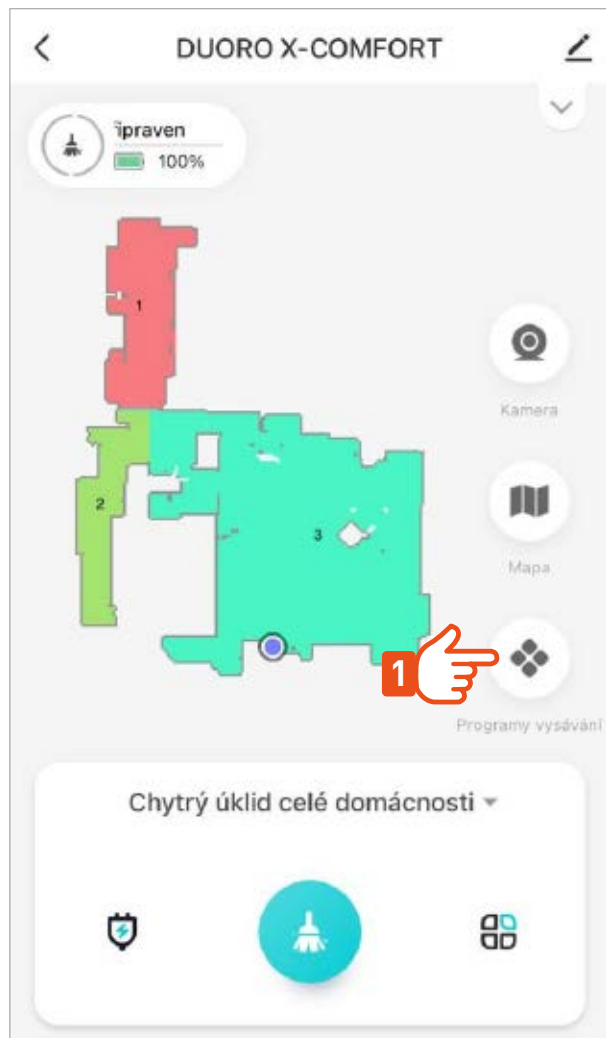 DUORO X-COMFORT
ipraven
100%
1
Kamera
2
3
Mapa
1
Programy vysávání
Chytrý úklid celé domácnosti